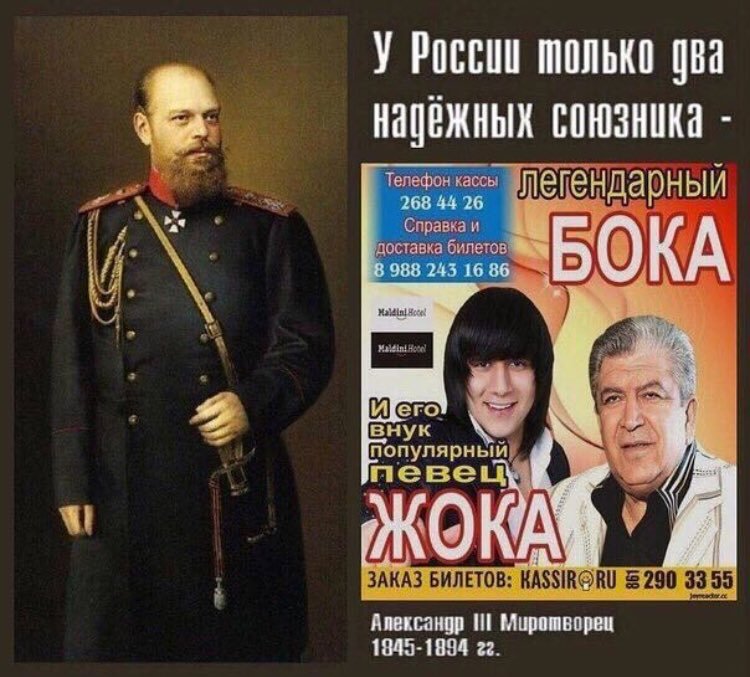 У России только два
надёжных союзника -
Телефон кассы
268 44 26
Справка и
доставка билетов
8 988 243 16 86
легендарный
БОКА
Maldini Hotel
Maldini Hotel
И его
внук
популярный
певец
ЖОКА
ЗАКАЗ БИЛЕТОВ: KASSIR@RU 861 290 33 55
joyreactor.cc
Александр III Миротворец
1845-1894 гг.